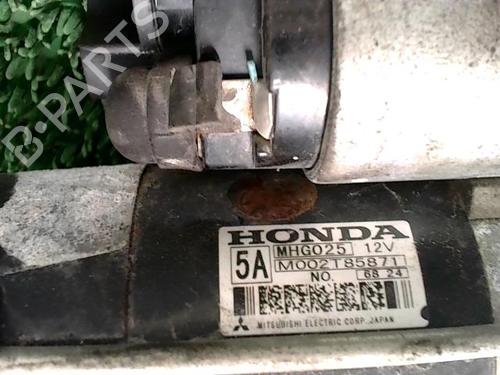 B-PARTS
HONDA
5A MHG025 12V
M002T85871
NO. 68 24
MITSUBISHI ELECTRIC CORP. JAPAN